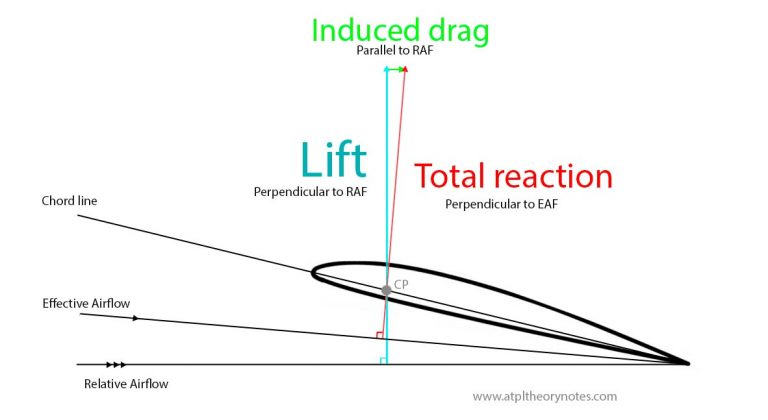 Induced drag
Parallel to RAF
Lift
Perpendicular to RAF
Total reaction
Perpendicular to EAF
Chord line
CP
Effective Airflow
Relative Airflow
www.atpltheorynotes.com